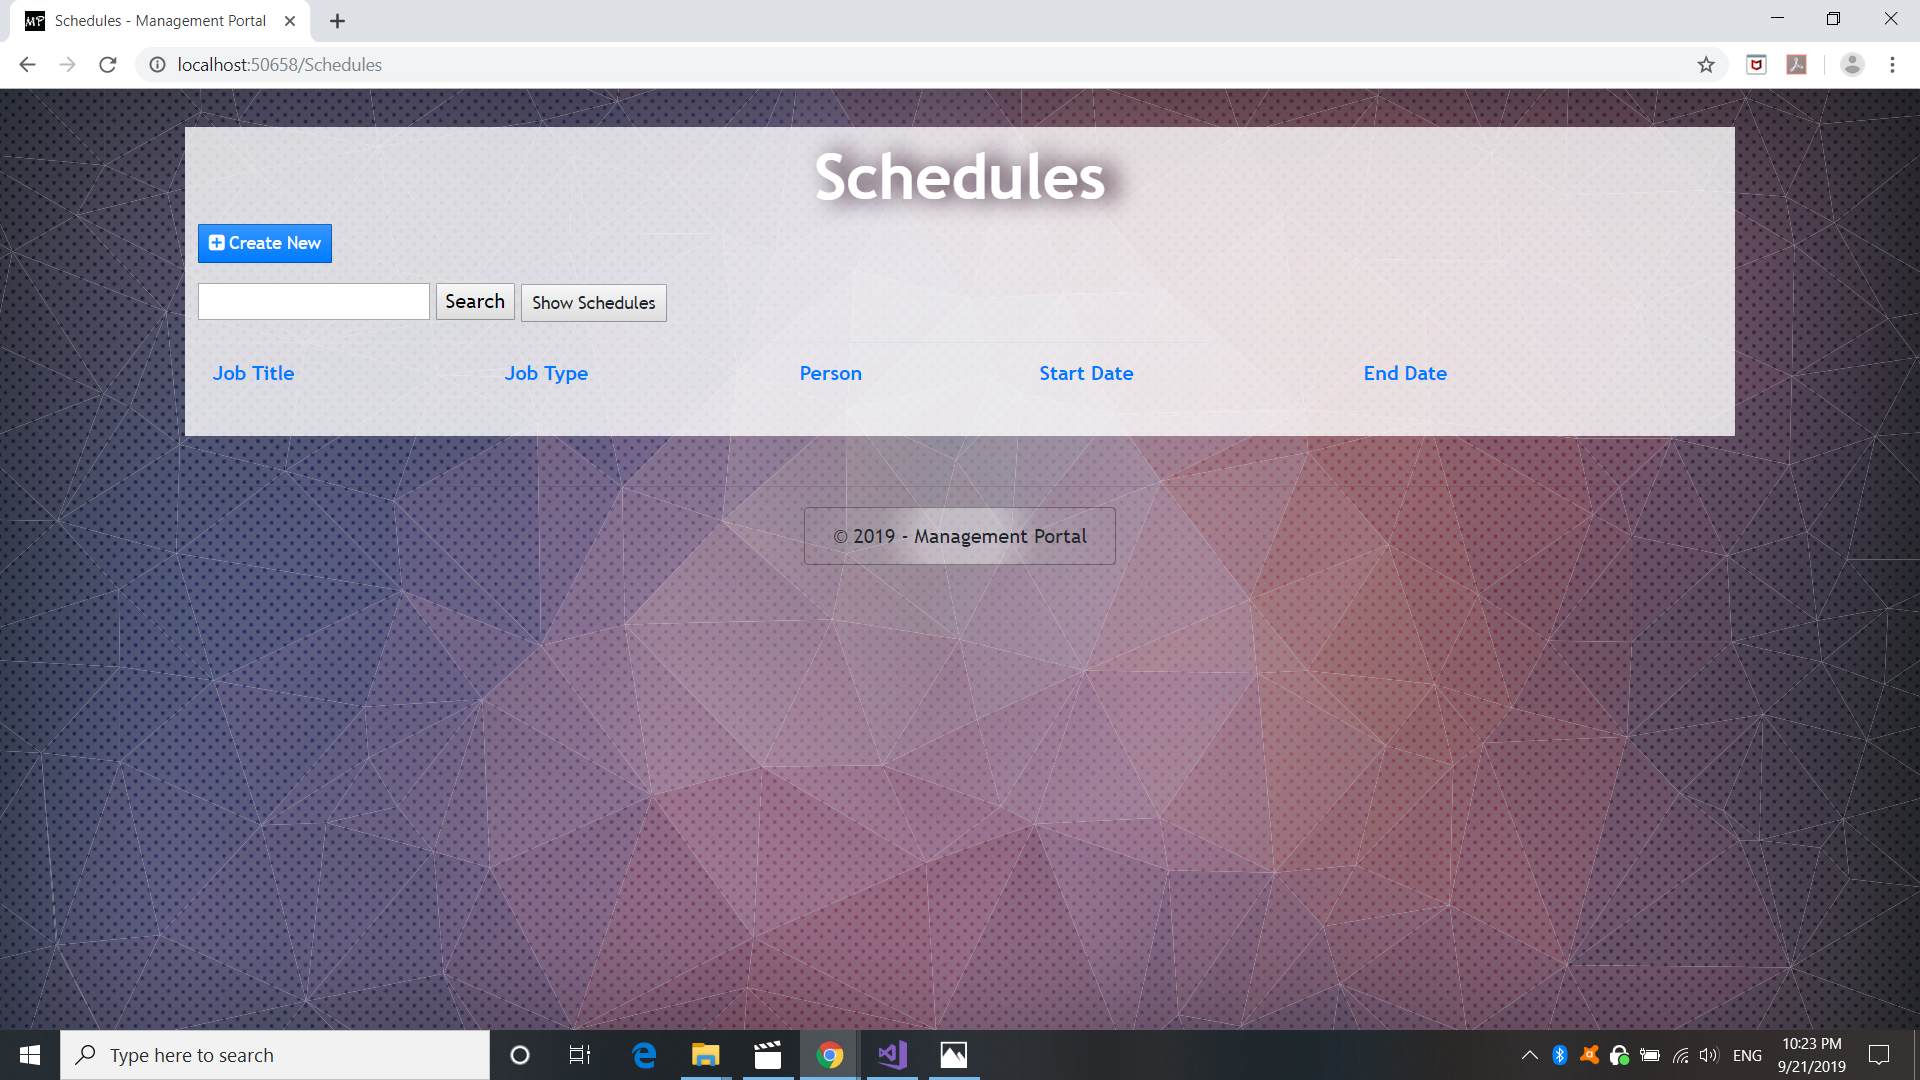 MP Schedules - Management Portal
localhost:50658/Schedules
Schedules
Create New
Search Show Schedules
Job Title Job Type Person Start Date End Date
© 2019 - Management Portal
Type here to search
ENG
10:23 PM
9/21/2019